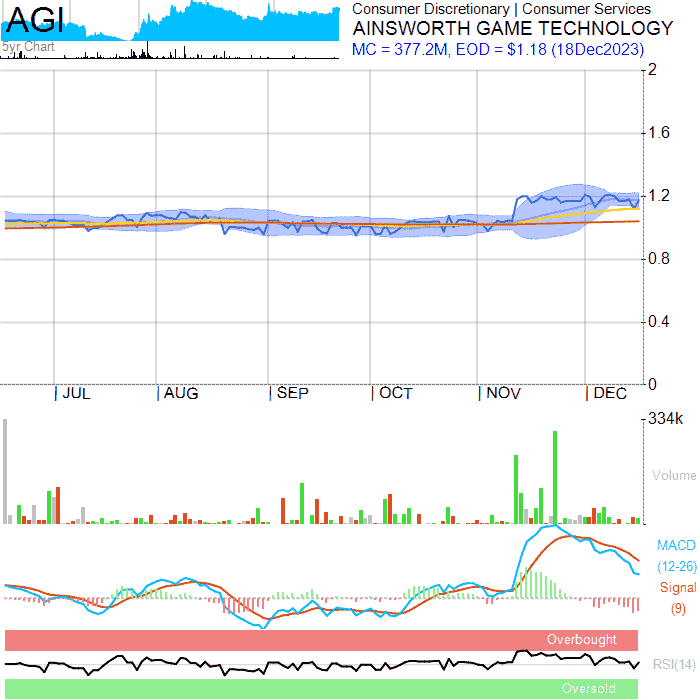 AGI
5yr Chart
Consumer Discretionary | Consumer Services
AINSWORTH GAME TECHNOLOGY
MC = 377.2M, EOD = $1.18 (18Dec2023)
2
1.6
1.2
0.8
0.4
0
| JUL | AUG | SEP | OCT | NOV | DEC
334k
Volume
MACD
(12-26)
Signal
(9)
Overbought
RSI(14)
Oversold